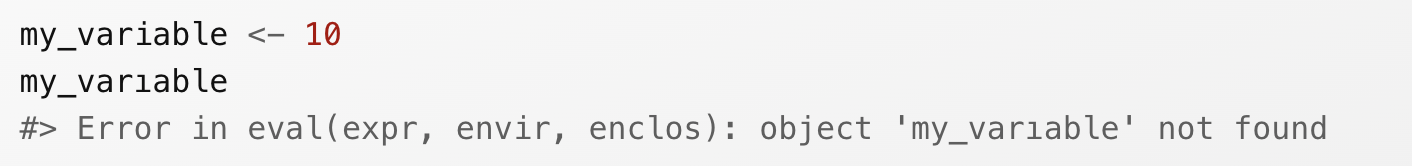 my_variable <- 10
my_varıable
#> Error in eval(expr, envir, enclos): object 'my_varıable' not found